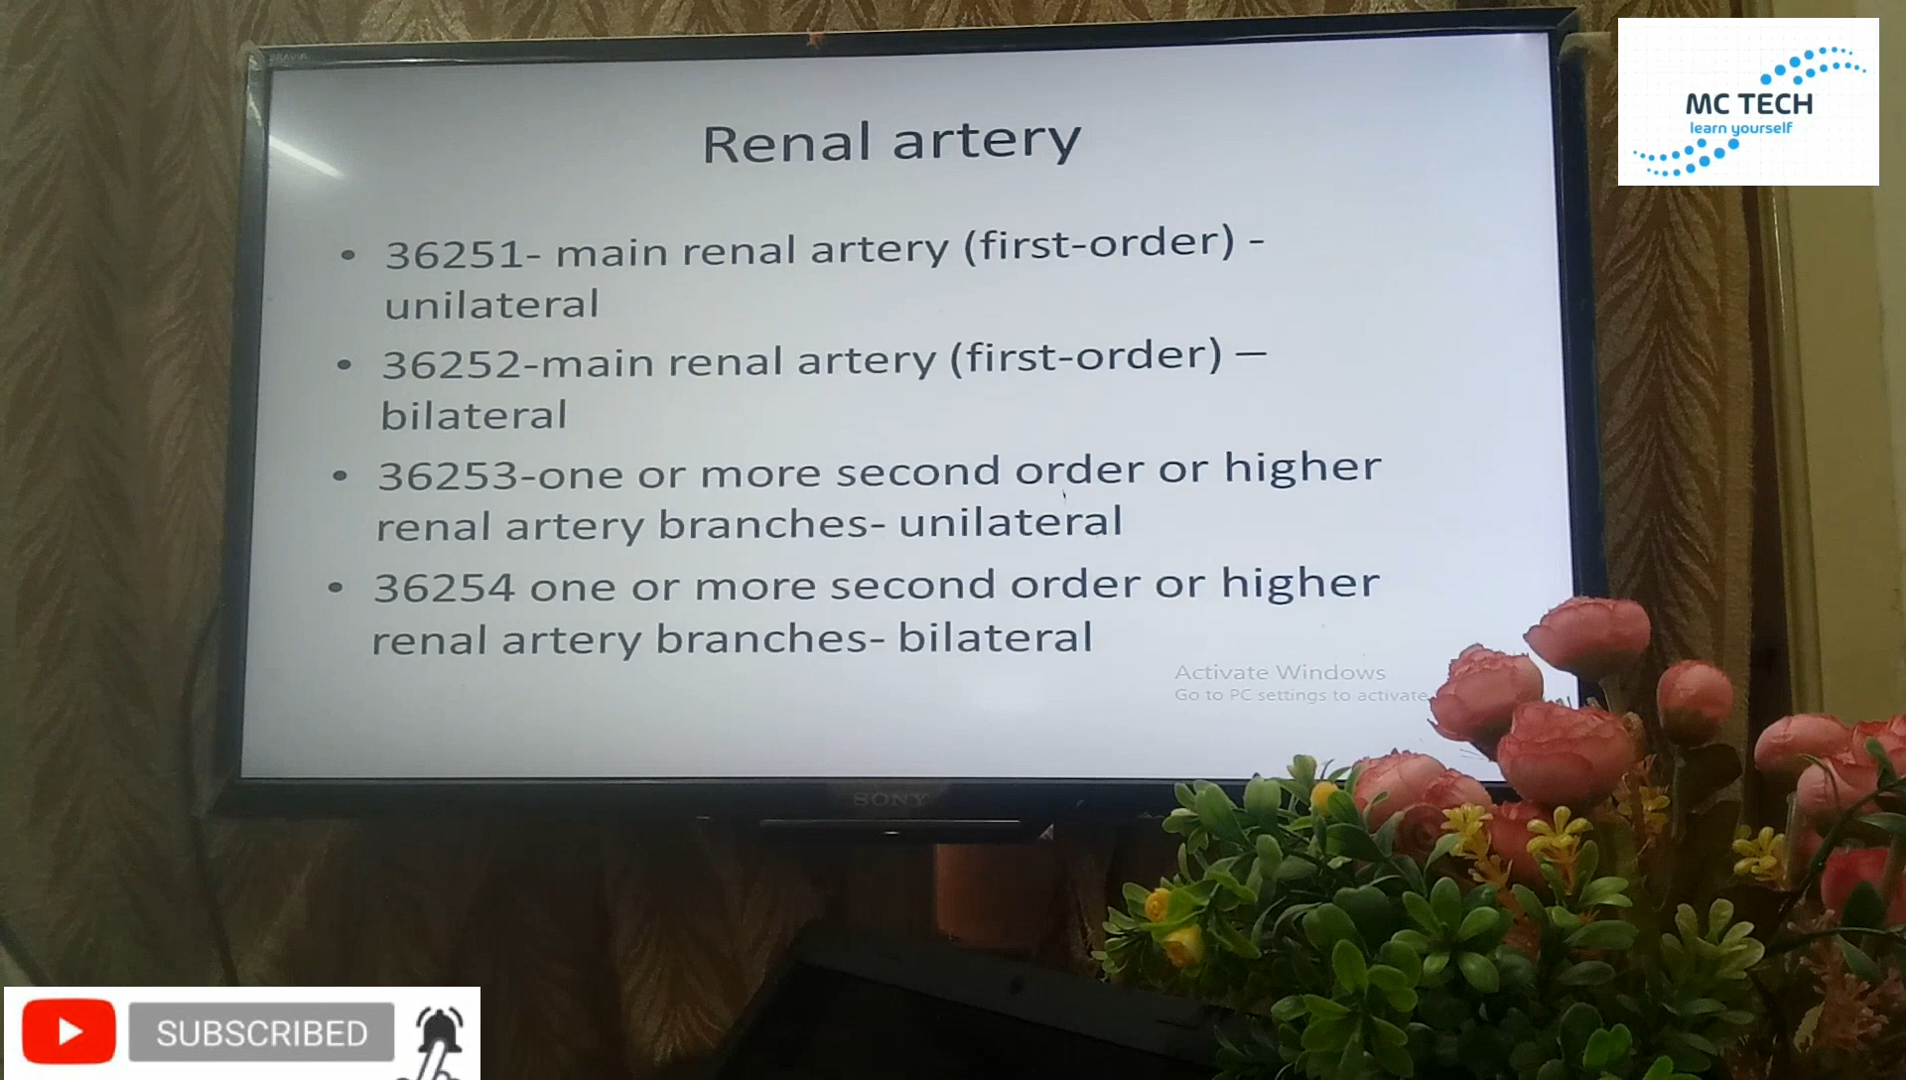 MC TECH
learn yourself
Renal artery
• 36251- main renal artery (first-order) -
unilateral
• 36252-main renal artery (first-order) –
bilateral
• 36253-one or more second order or higher
renal artery branches- unilateral
• 36254 one or more second order or higher
renal artery branches- bilateral
Activate Windows
Go to PC settings to activate
SONY
SUBSCRIBED